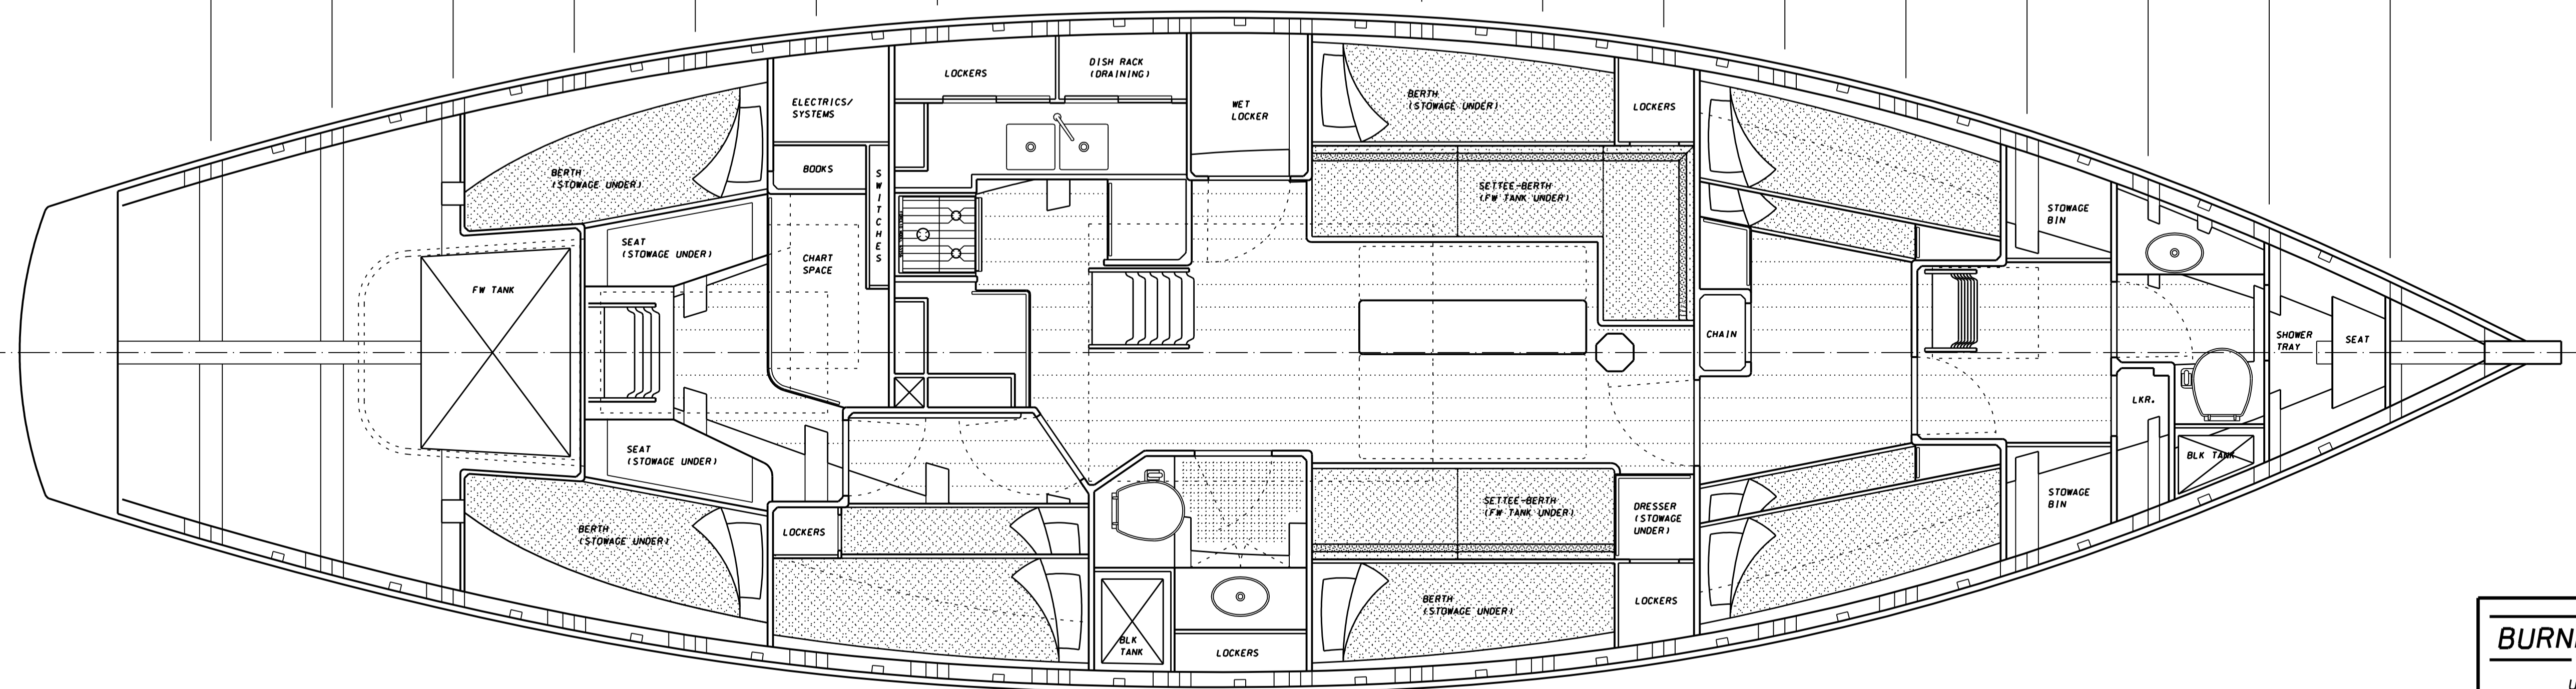 LOCKERS
DISH RACK
(DRAINING)
ELECTRICS/
SYSTEMS
WET
LOCKER
BERTH
(STOWAGE UNDER)
LOCKERS
BERTH
(STOWAGE UNDER)
BOOKS
SWITCHES
SETTEE-BERTH
(FW TANK UNDER)
STOWAGE
BIN
SEAT
(STOWAGE UNDER)
CHART
SPACE
FW TANK
CHAIN
SHOWER
TRAY
SEAT
LKR.
SEAT
(STOWAGE UNDER)
BLK TANK
STOWAGE
BIN
SETTEE-BERTH
(FW TANK UNDER)
DRESSER
(STOWAGE
UNDER)
BERTH
(STOWAGE UNDER)
LOCKERS
BERTH
(STOWAGE UNDER)
LOCKERS
BLK
TANK
LOCKERS
BURN